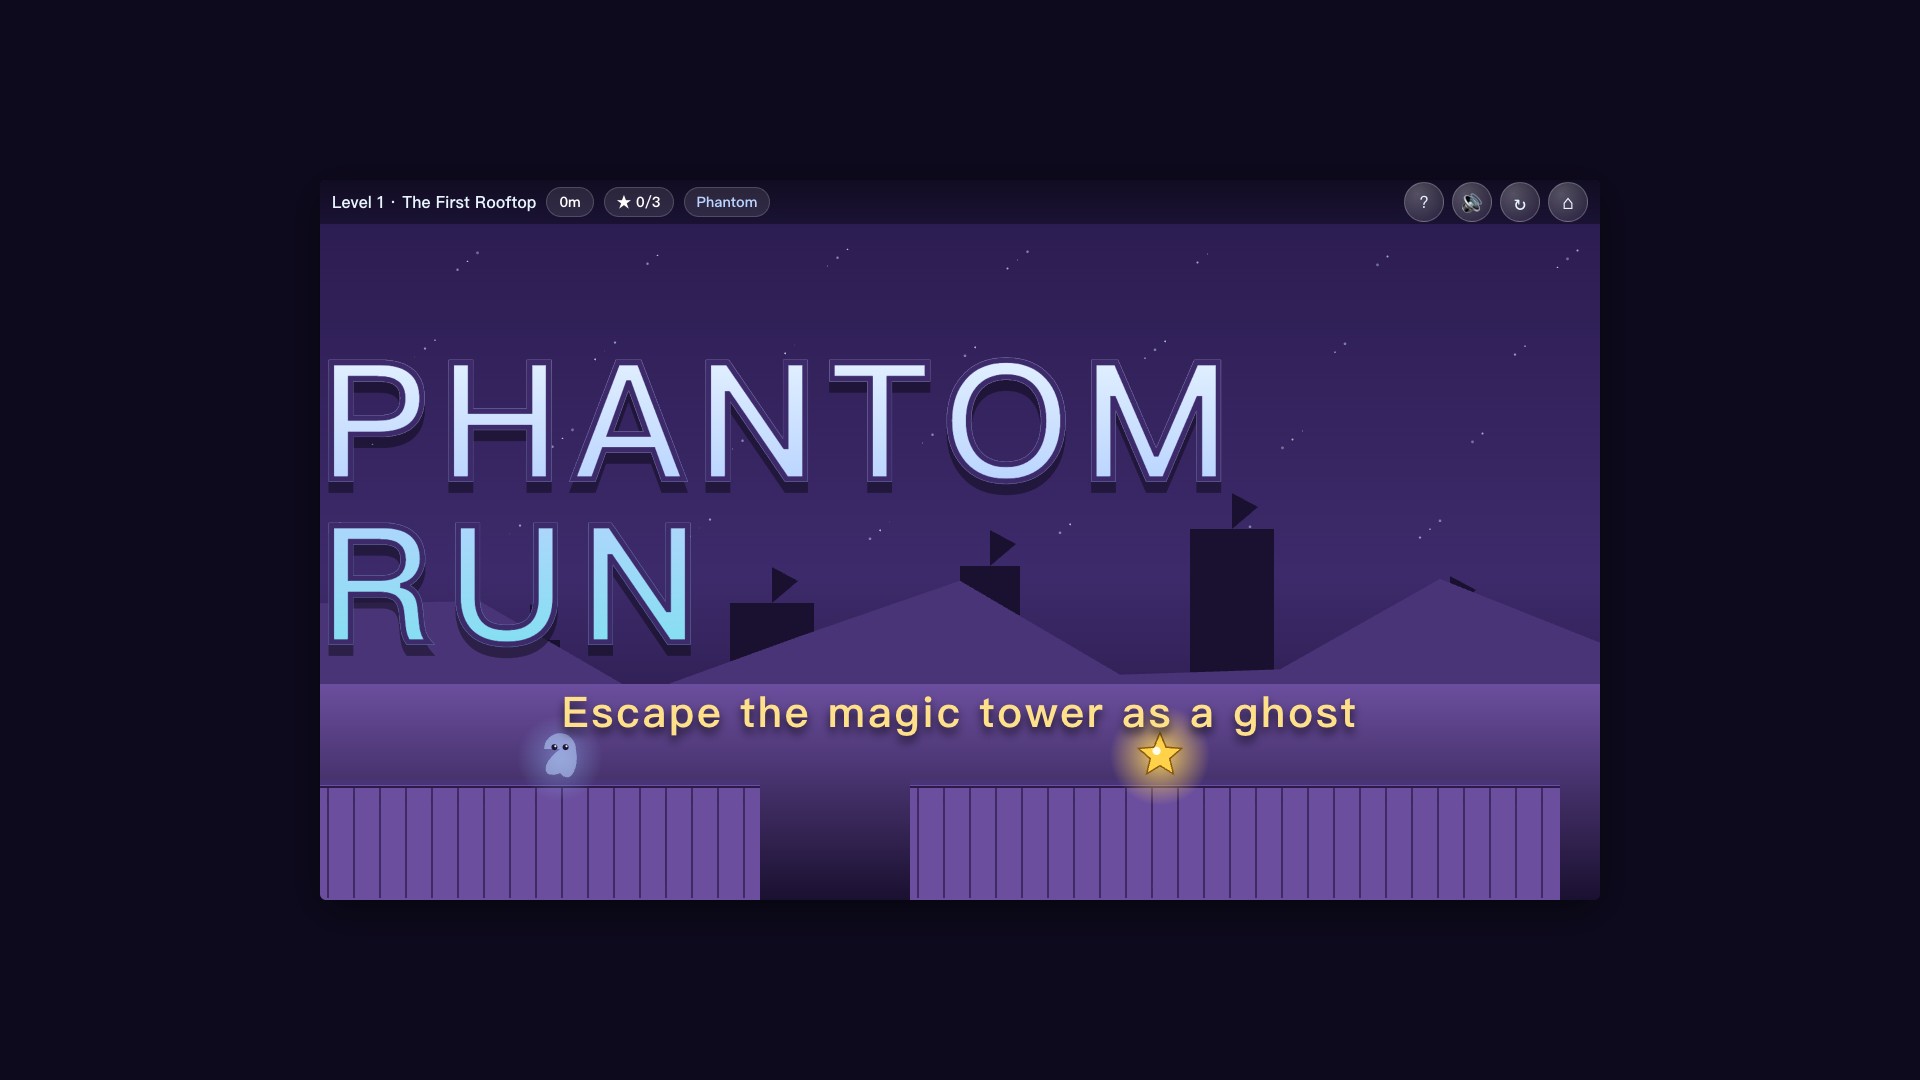 Level 1 · The First Rooftop 0m ★ 0/3 Phantom ?
PHANTOM
RUN
Escape the magic tower as a ghost